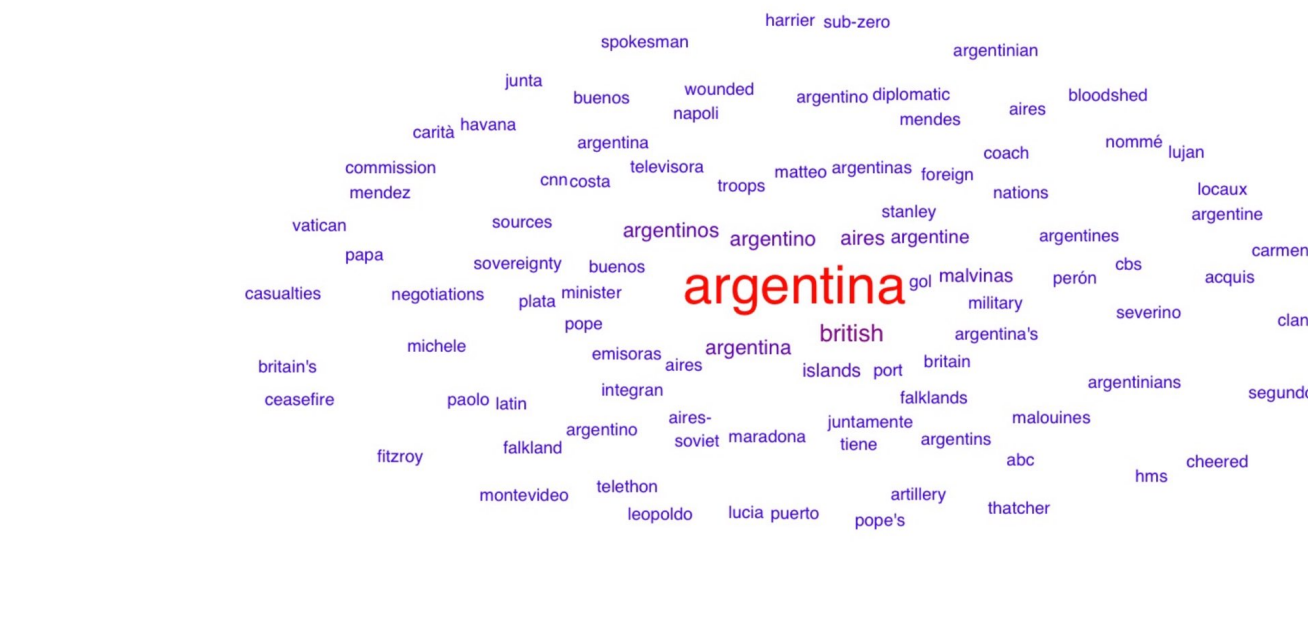 harrier sub-zero
spokesman
argentinian
junta
wounded
buenos
argentino diplomatic
bloodshed
napoli
mendes
aires
carità havana
argentina
nommé
lujan
coach
commission
cnn costa
televisora
matteo argentinas
foreign
mendez
troops
nations
locaux
stanley
argentine
vatican
sources
argentinos
argentino
aires argentine
argentines
papa
sovereignty
buenos
cbs
carmen
casualties
negotiations
plata
minister
argentina
gol
malvinas
perón
acquis
military
severino
pope
british
argentina's
clan
michele
emisoras
argentina
aires
islands
port
britain
britain's
integran
argentinians
ceasefire
paolo latin
falklands
segundo
aires-
juntamente
malouines
argentino
soviet
maradona
tiene
argentins
fitzroy
falkland
abc
cheered
hms
montevideo
telethon
artillery
leopoldo
lucia puerto
pope's
thatcher